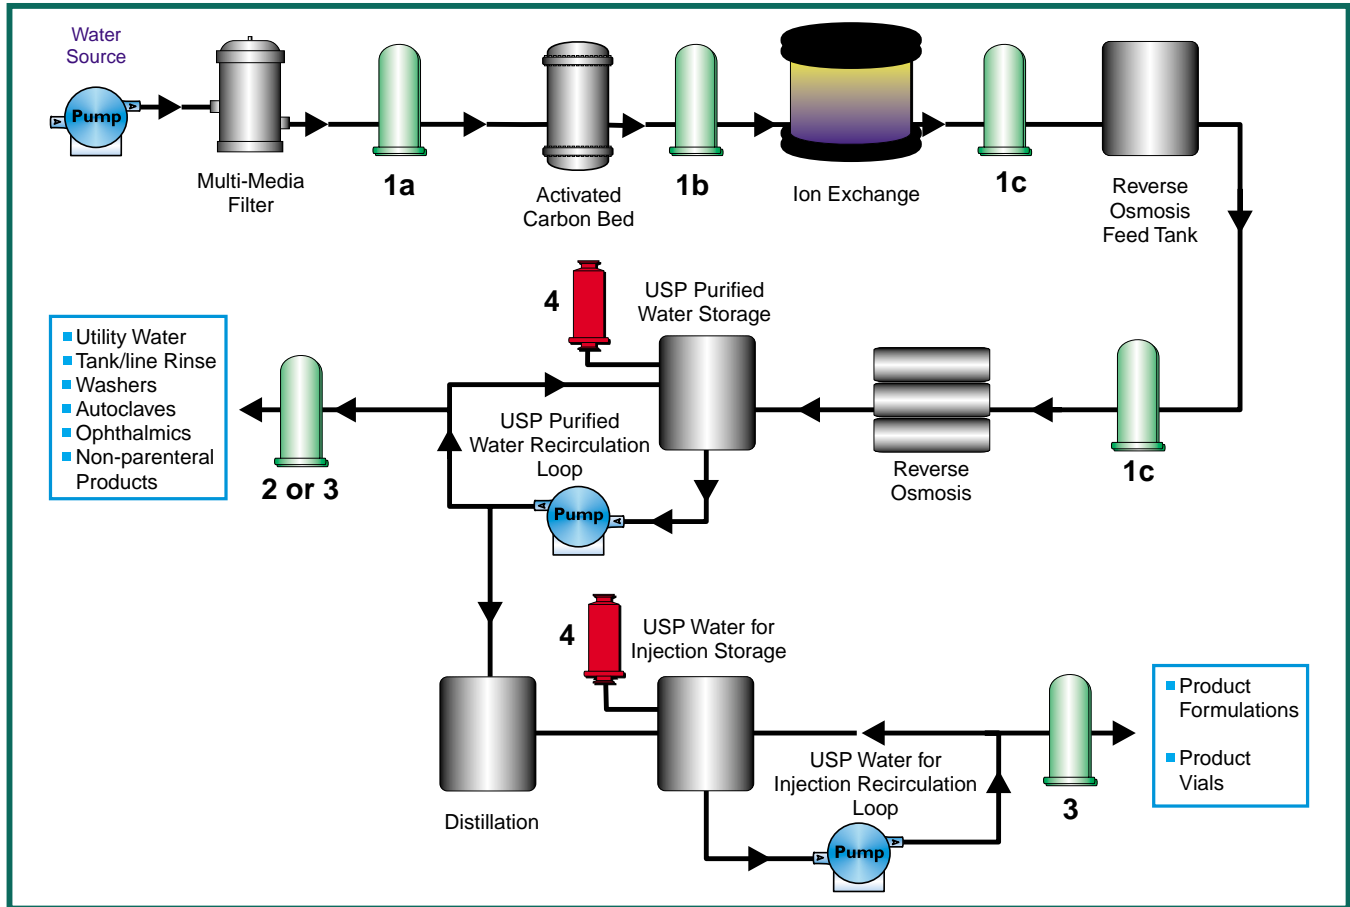 Water
Source
Pump
A
A
Multi-Media
Filter
1a
Activated
Carbon Bed
1b
Ion Exchange
1c
Reverse
Osmosis
Feed Tank
4
USP Purified
Water Storage
Utility Water
Tank/line Rinse
Washers
Autoclaves
Ophthalmics
Non-parenteral
Products
2 or 3
USP Purified
Water Recirculation
Loop
A
Pump
A
Reverse
Osmosis
1c
4
USP Water for
Injection Storage
Distillation
USP Water for
Injection Recirculation
Loop
A
Pump
A
3
Product
Formulations
Product
Vials